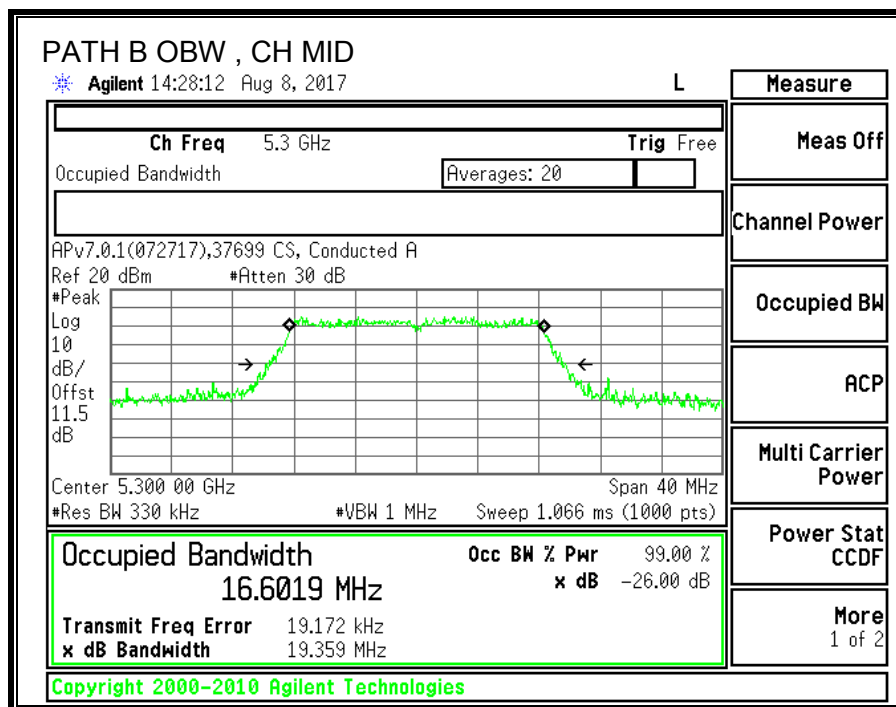 PATH B OBW , CH MID
Agilent 14:28:12 Aug 8, 2017 L
Measure
Ch Freq 5.3 GHz Trig Free
Occupied Bandwidth Averages: 20
APv7.0.1(072717),37699 CS, Conducted A
Ref 20 dBm #Atten 30 dB
#Peak
Log
10
dB/
Offst
11.5
dB
Center 5.300 00 GHz Span 40 MHz
#Res BW 330 kHz #VBW 1 MHz Sweep 1.066 ms (1000 pts)
Occupied Bandwidth
16.6019 MHz
Occ BW % Pwr 99.00 %
x dB -26.00 dB
Transmit Freq Error 19.172 kHz
x dB Bandwidth 19.359 MHz
Copyright 2000-2010 Agilent Technologies
Meas Off
Channel Power
Occupied BW
ACP
Multi Carrier
Power
Power Stat
CCDF
More
1 of 2